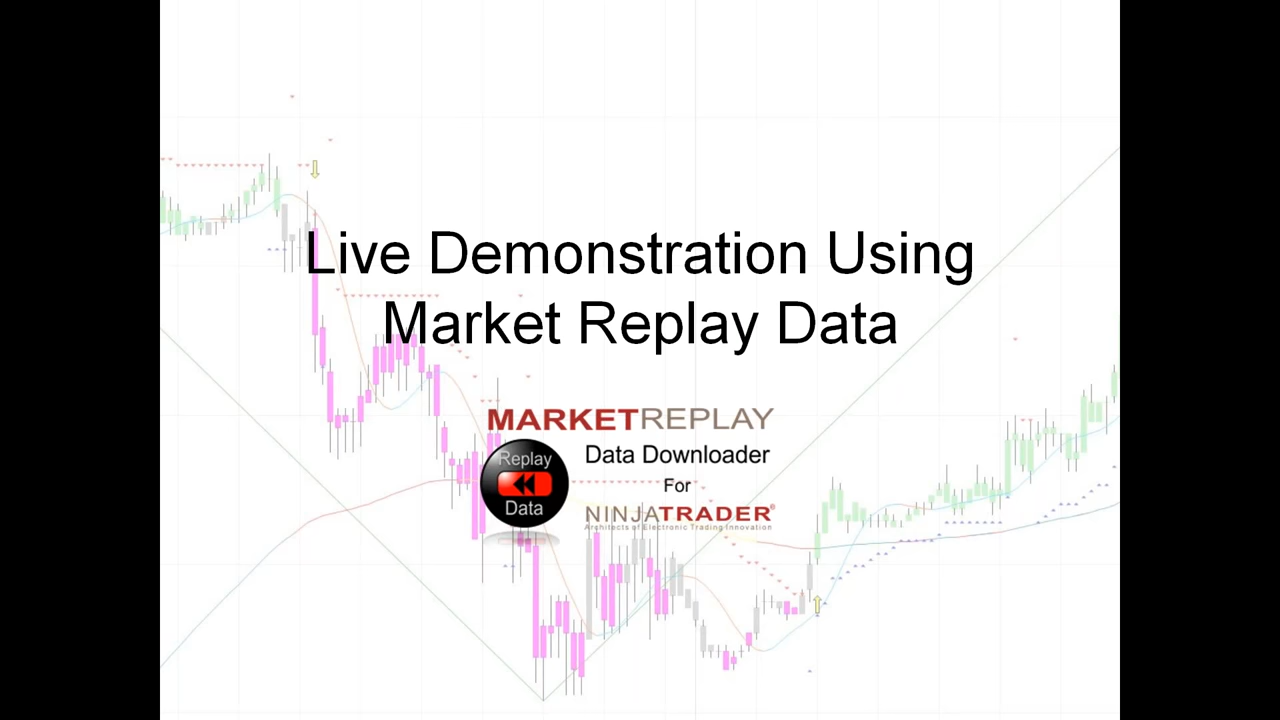 Live Demonstration Using
Market Replay Data
MARKETREPLAY
Replay
Data
Data Downloader
For
NINJATRADER®
Architects of Electronic Trading Innovation